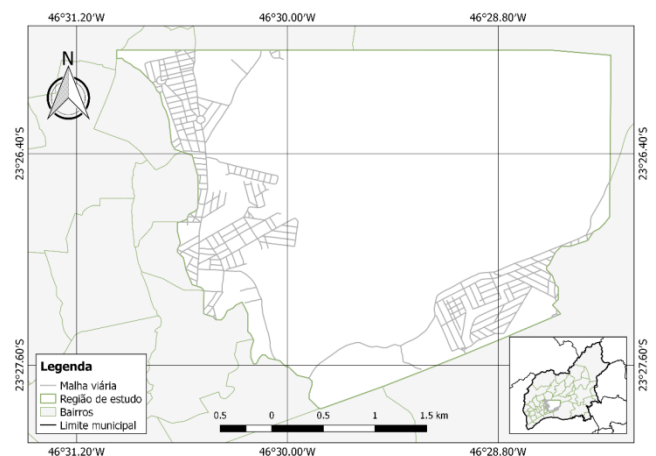 46°31.20'W 46°30.00'W 46°28.80'W
N
23°26.40'S 23°26.40'S
23°27.60'S 23°27.60'S
Legenda
Malha viária
Região de estudo
Bairros
Limite municipal
0.5 0 0.5 1 1.5 km
46°31.20'W 46°30.00'W 46°28.80'W